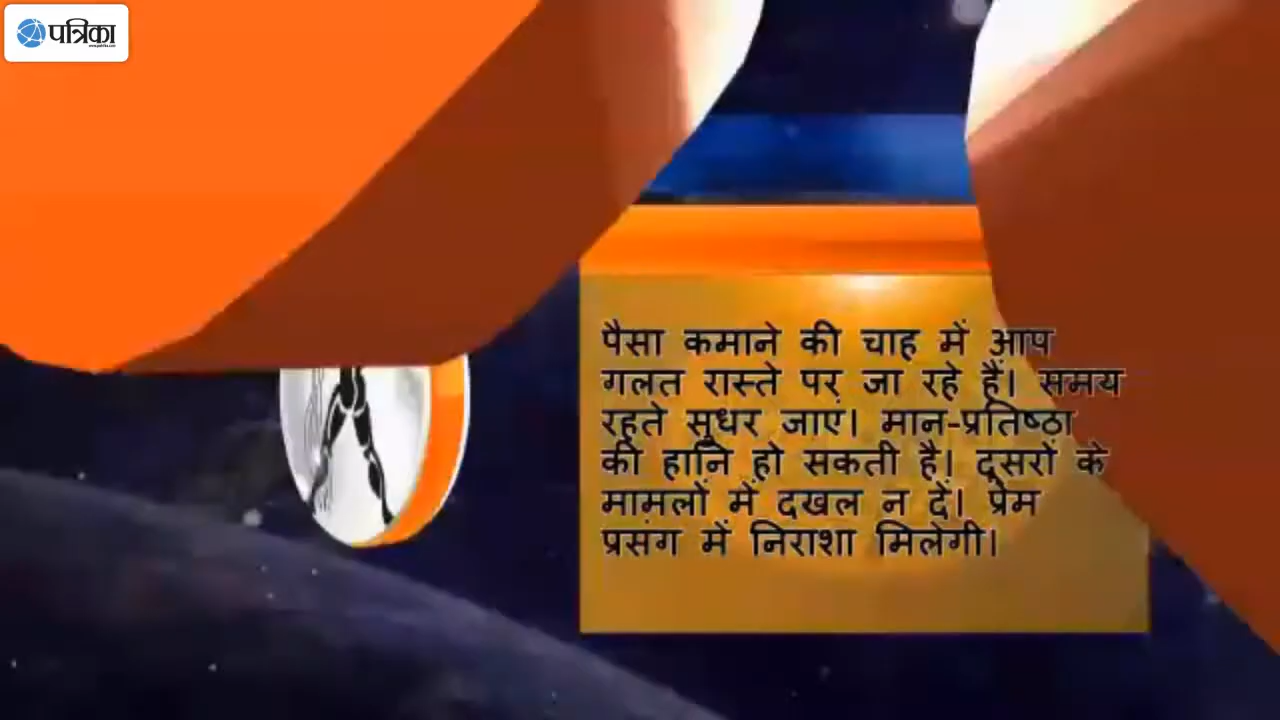 पत्रिका
पैसा कमाने की चाह में आप
गलत रास्ते पर जा रहे हैं। समय
रहते सुधर जाएं। मान-प्रतिष्ठा
की हानि हो सकती है। दूसरों के
मामलों में दखल न दें। प्रेम
प्रसंग में निराशा मिलेगी।